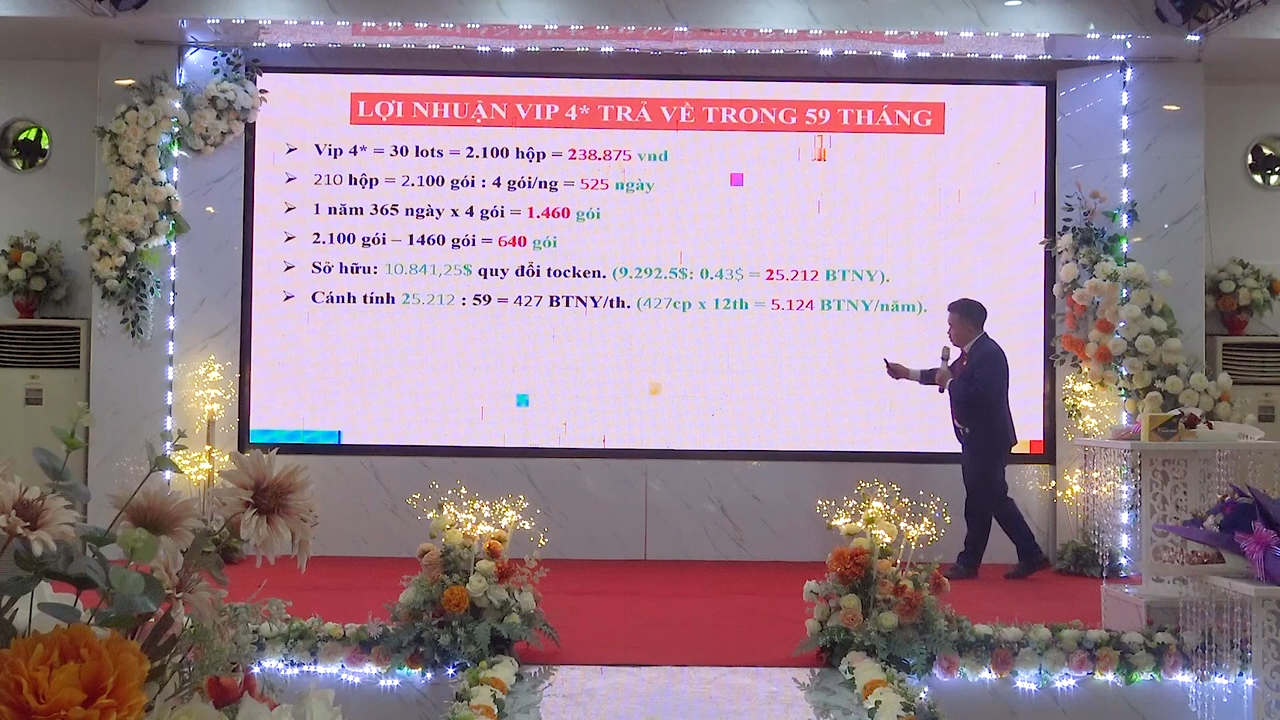 LỢI NHUẬN VIP 4* TRẢ VỀ TRONG 59 THÁNG
Vip 4* = 30 lots = 2.100 hộp = 238.875 vnd
210 hộp = 2.100 gói : 4 gói/ng = 525 ngày
1 năm 365 ngày x 4 gói = 1.460 gói
2.100 gói – 1460 gói = 640 gói
Sở hữu: 10.841,25$ quy đỗi tocken. (9.292.5$: 0.43$ = 25.212 BTNY).
Cánh tính 25.212 : 59 = 427 BTNY/th. (427cp x 12th = 5.124 BTNY/năm).